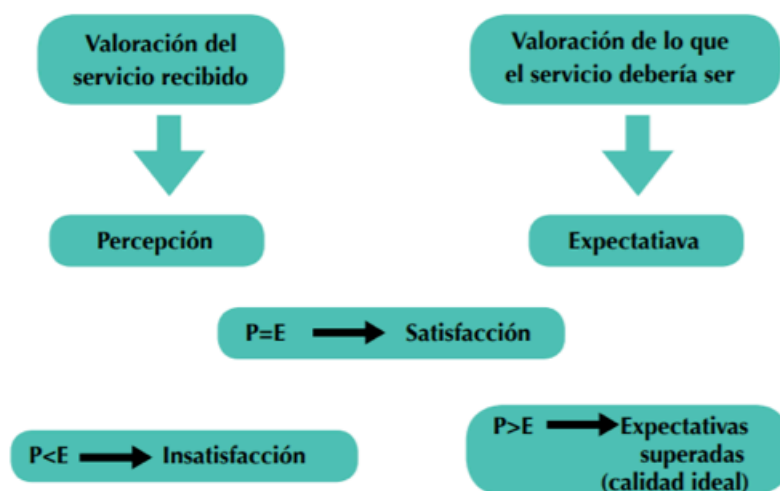 Valoración del
servicio recibido
Valoración de lo que
el servicio debería ser
Percepción
Expectatiava
P=E Satisfacción
P<E Insatisfacción
P>E Expectativas
superadas
(calidad ideal)